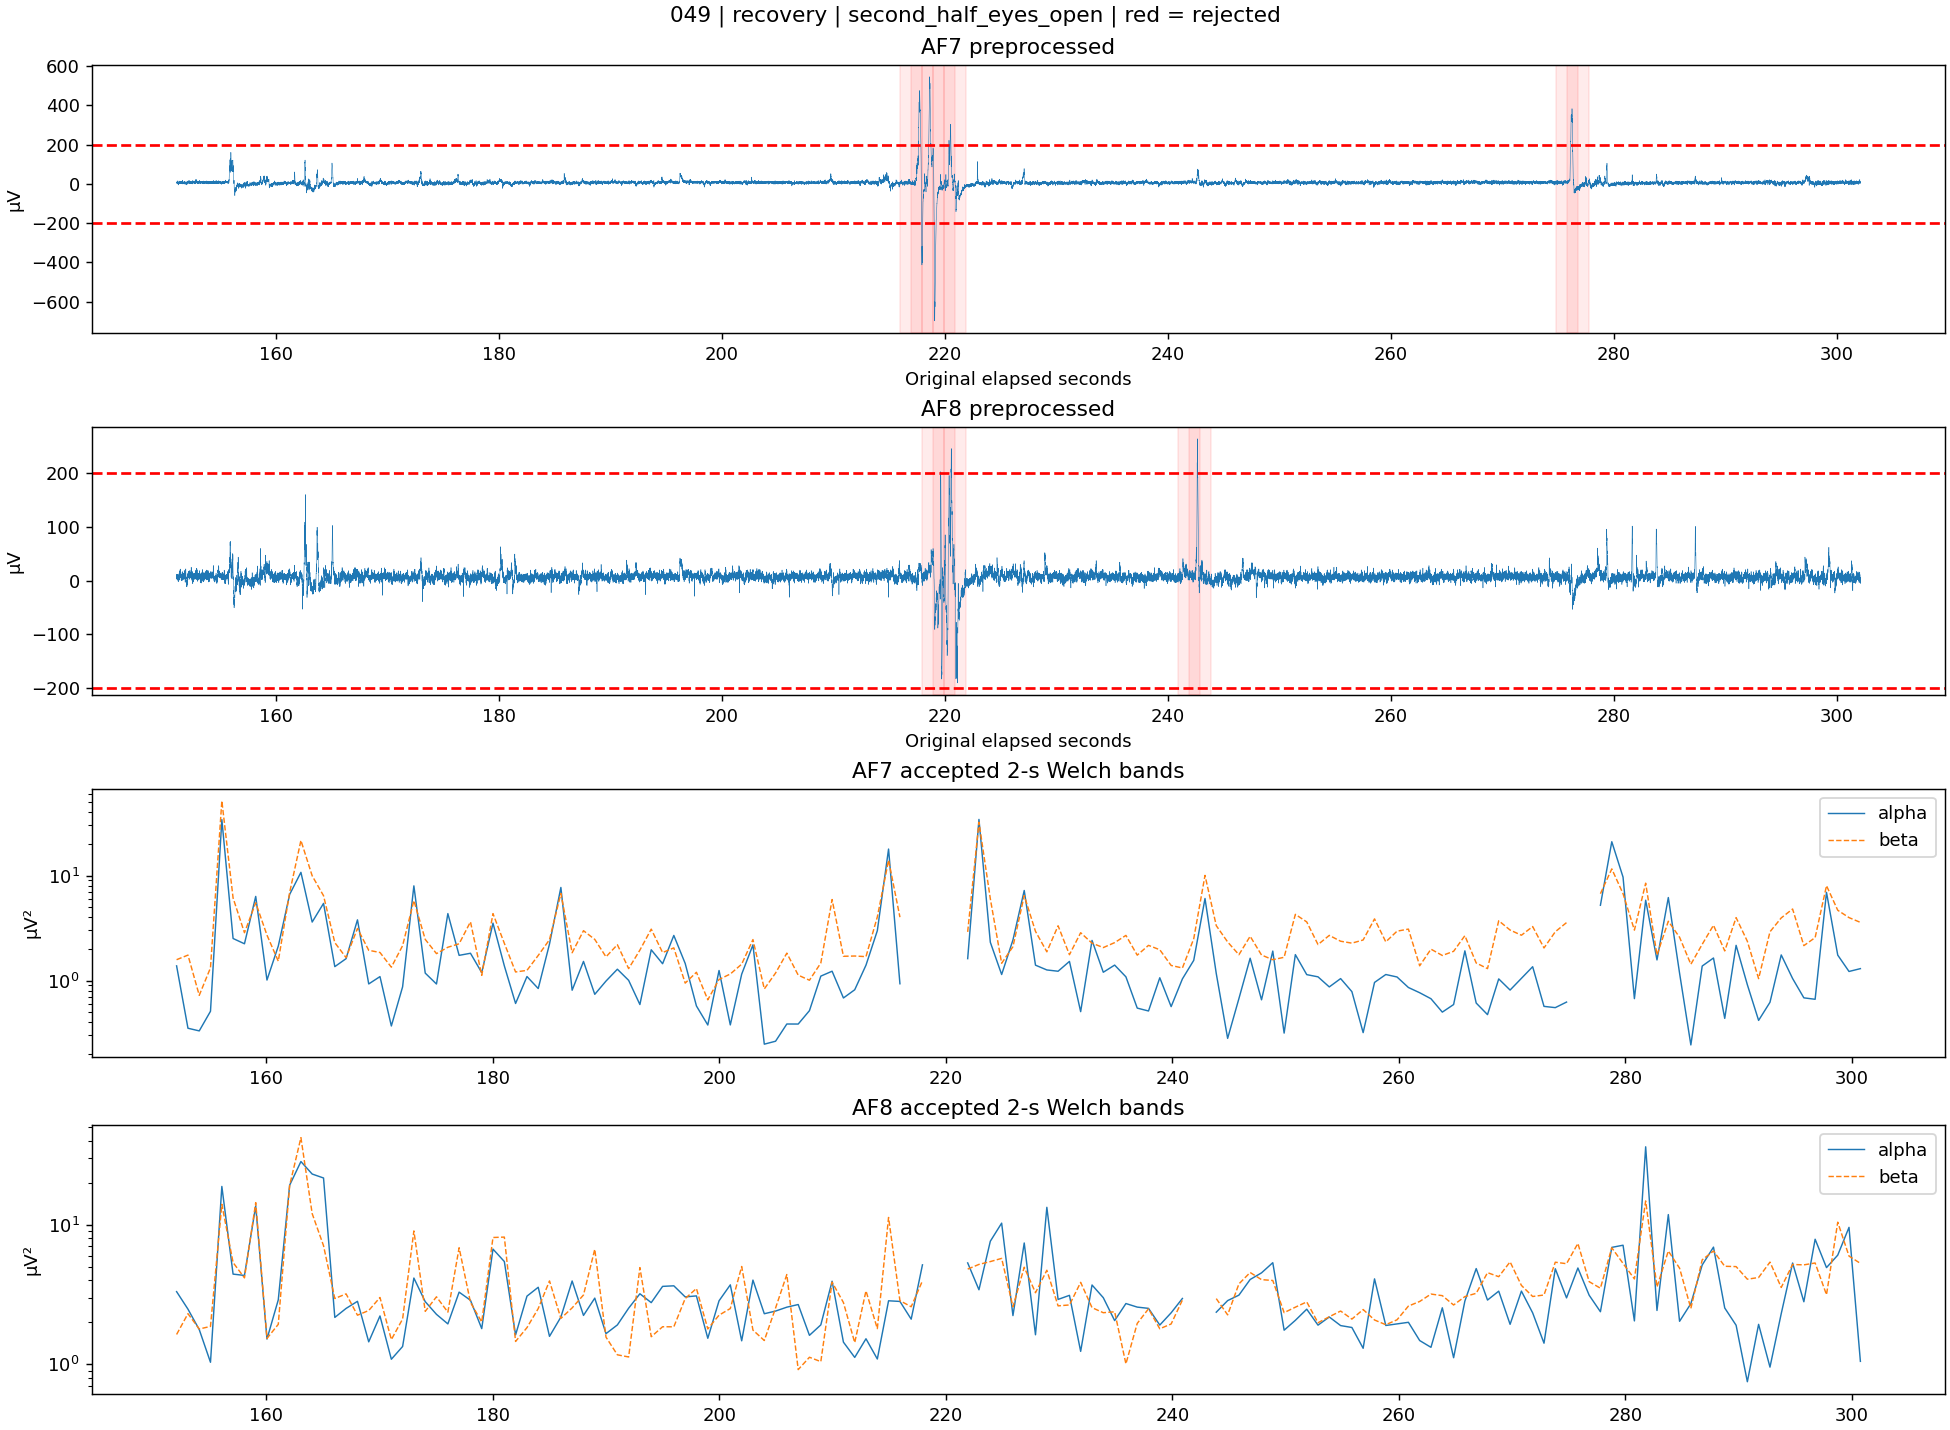 049 | recovery | second_half_eyes_open | red = rejected
AF7 preprocessed
600
400
200
0
−200
−400
−600
µV
160 180 200 220 240 260 280 300
Original elapsed seconds
AF8 preprocessed
200
100
0
−100
−200
µV
160 180 200 220 240 260 280 300
Original elapsed seconds
AF7 accepted 2-s Welch bands
alpha
beta
10¹
10⁰
µV²
160 180 200 220 240 260 280 300
AF8 accepted 2-s Welch bands
alpha
beta
10¹
10⁰
µV²
160 180 200 220 240 260 280 300